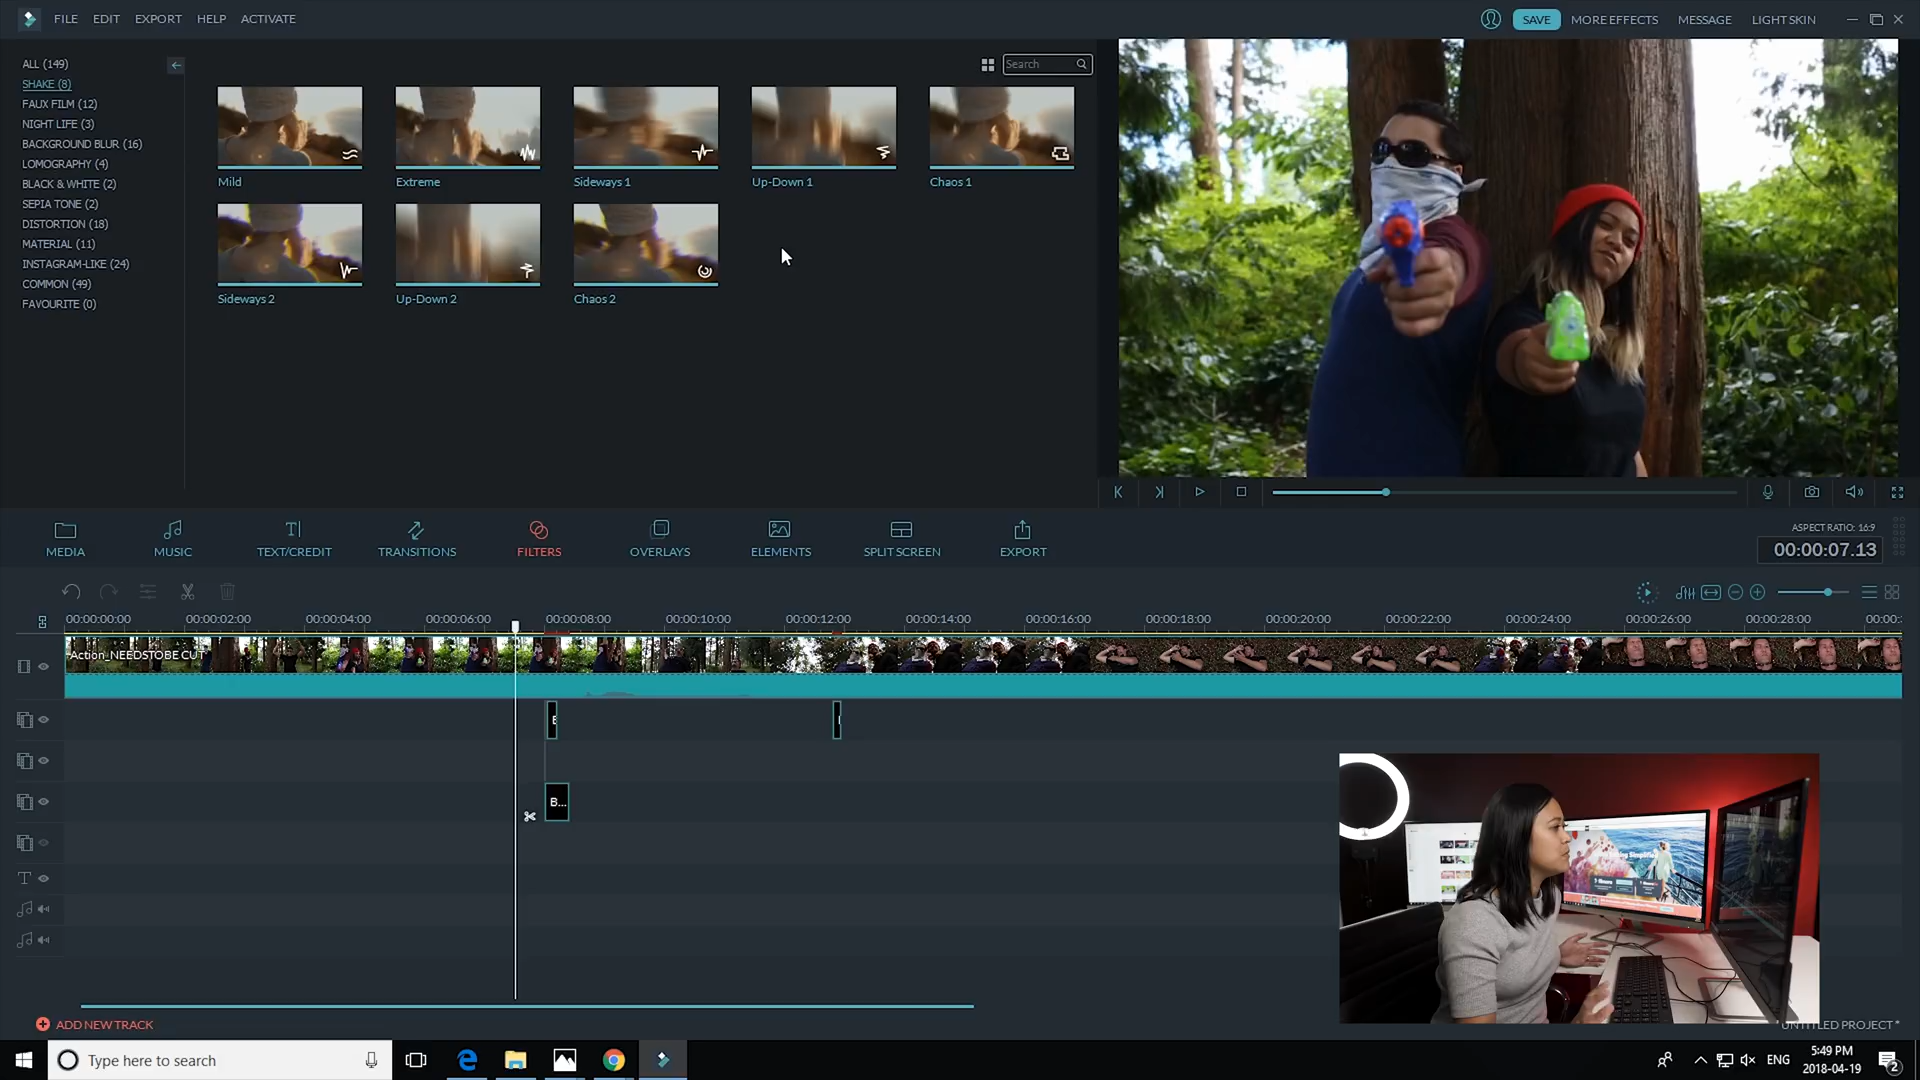 FILE EDIT EXPORT HELP ACTIVATE
SAVE MORE EFFECTS MESSAGE LIGHT SKIN
ALL (149)
SHAKE (8)
FAUX FILM (12)
NIGHT LIFE (3)
BACKGROUND BLUR (16)
LOMOGRAPHY (4)
BLACK & WHITE (2)
SEPIA TONE (2)
DISTORTION (18)
MATERIAL (11)
INSTAGRAM-LIKE (24)
COMMON (49)
FAVOURITE (0)
Search
Mild Extreme Sideways 1 Up-Down 1 Chaos 1
Sideways 2 Up-Down 2 Chaos 2
MEDIA MUSIC TEXT/CREDIT TRANSITIONS FILTERS OVERLAYS ELEMENTS SPLIT SCREEN EXPORT
ASPECT RATIO: 16:9
00:00:07.13
00:00:00:00 00:00:02:00 00:00:04:00 00:00:06:00 00:00:08:00 00:00:10:00 00:00:12:00 00:00:14:00 00:00:16:00 00:00:18:00 00:00:20:00 00:00:22:00 00:00:24:00 00:00:26:00 00:00:28:00 00:00:
Action_NEEDSTOBE CUT
B...
ADD NEW TRACK
UNTITLED PROJECT *
Type here to search
ENG
5:49 PM
2018-04-19
2